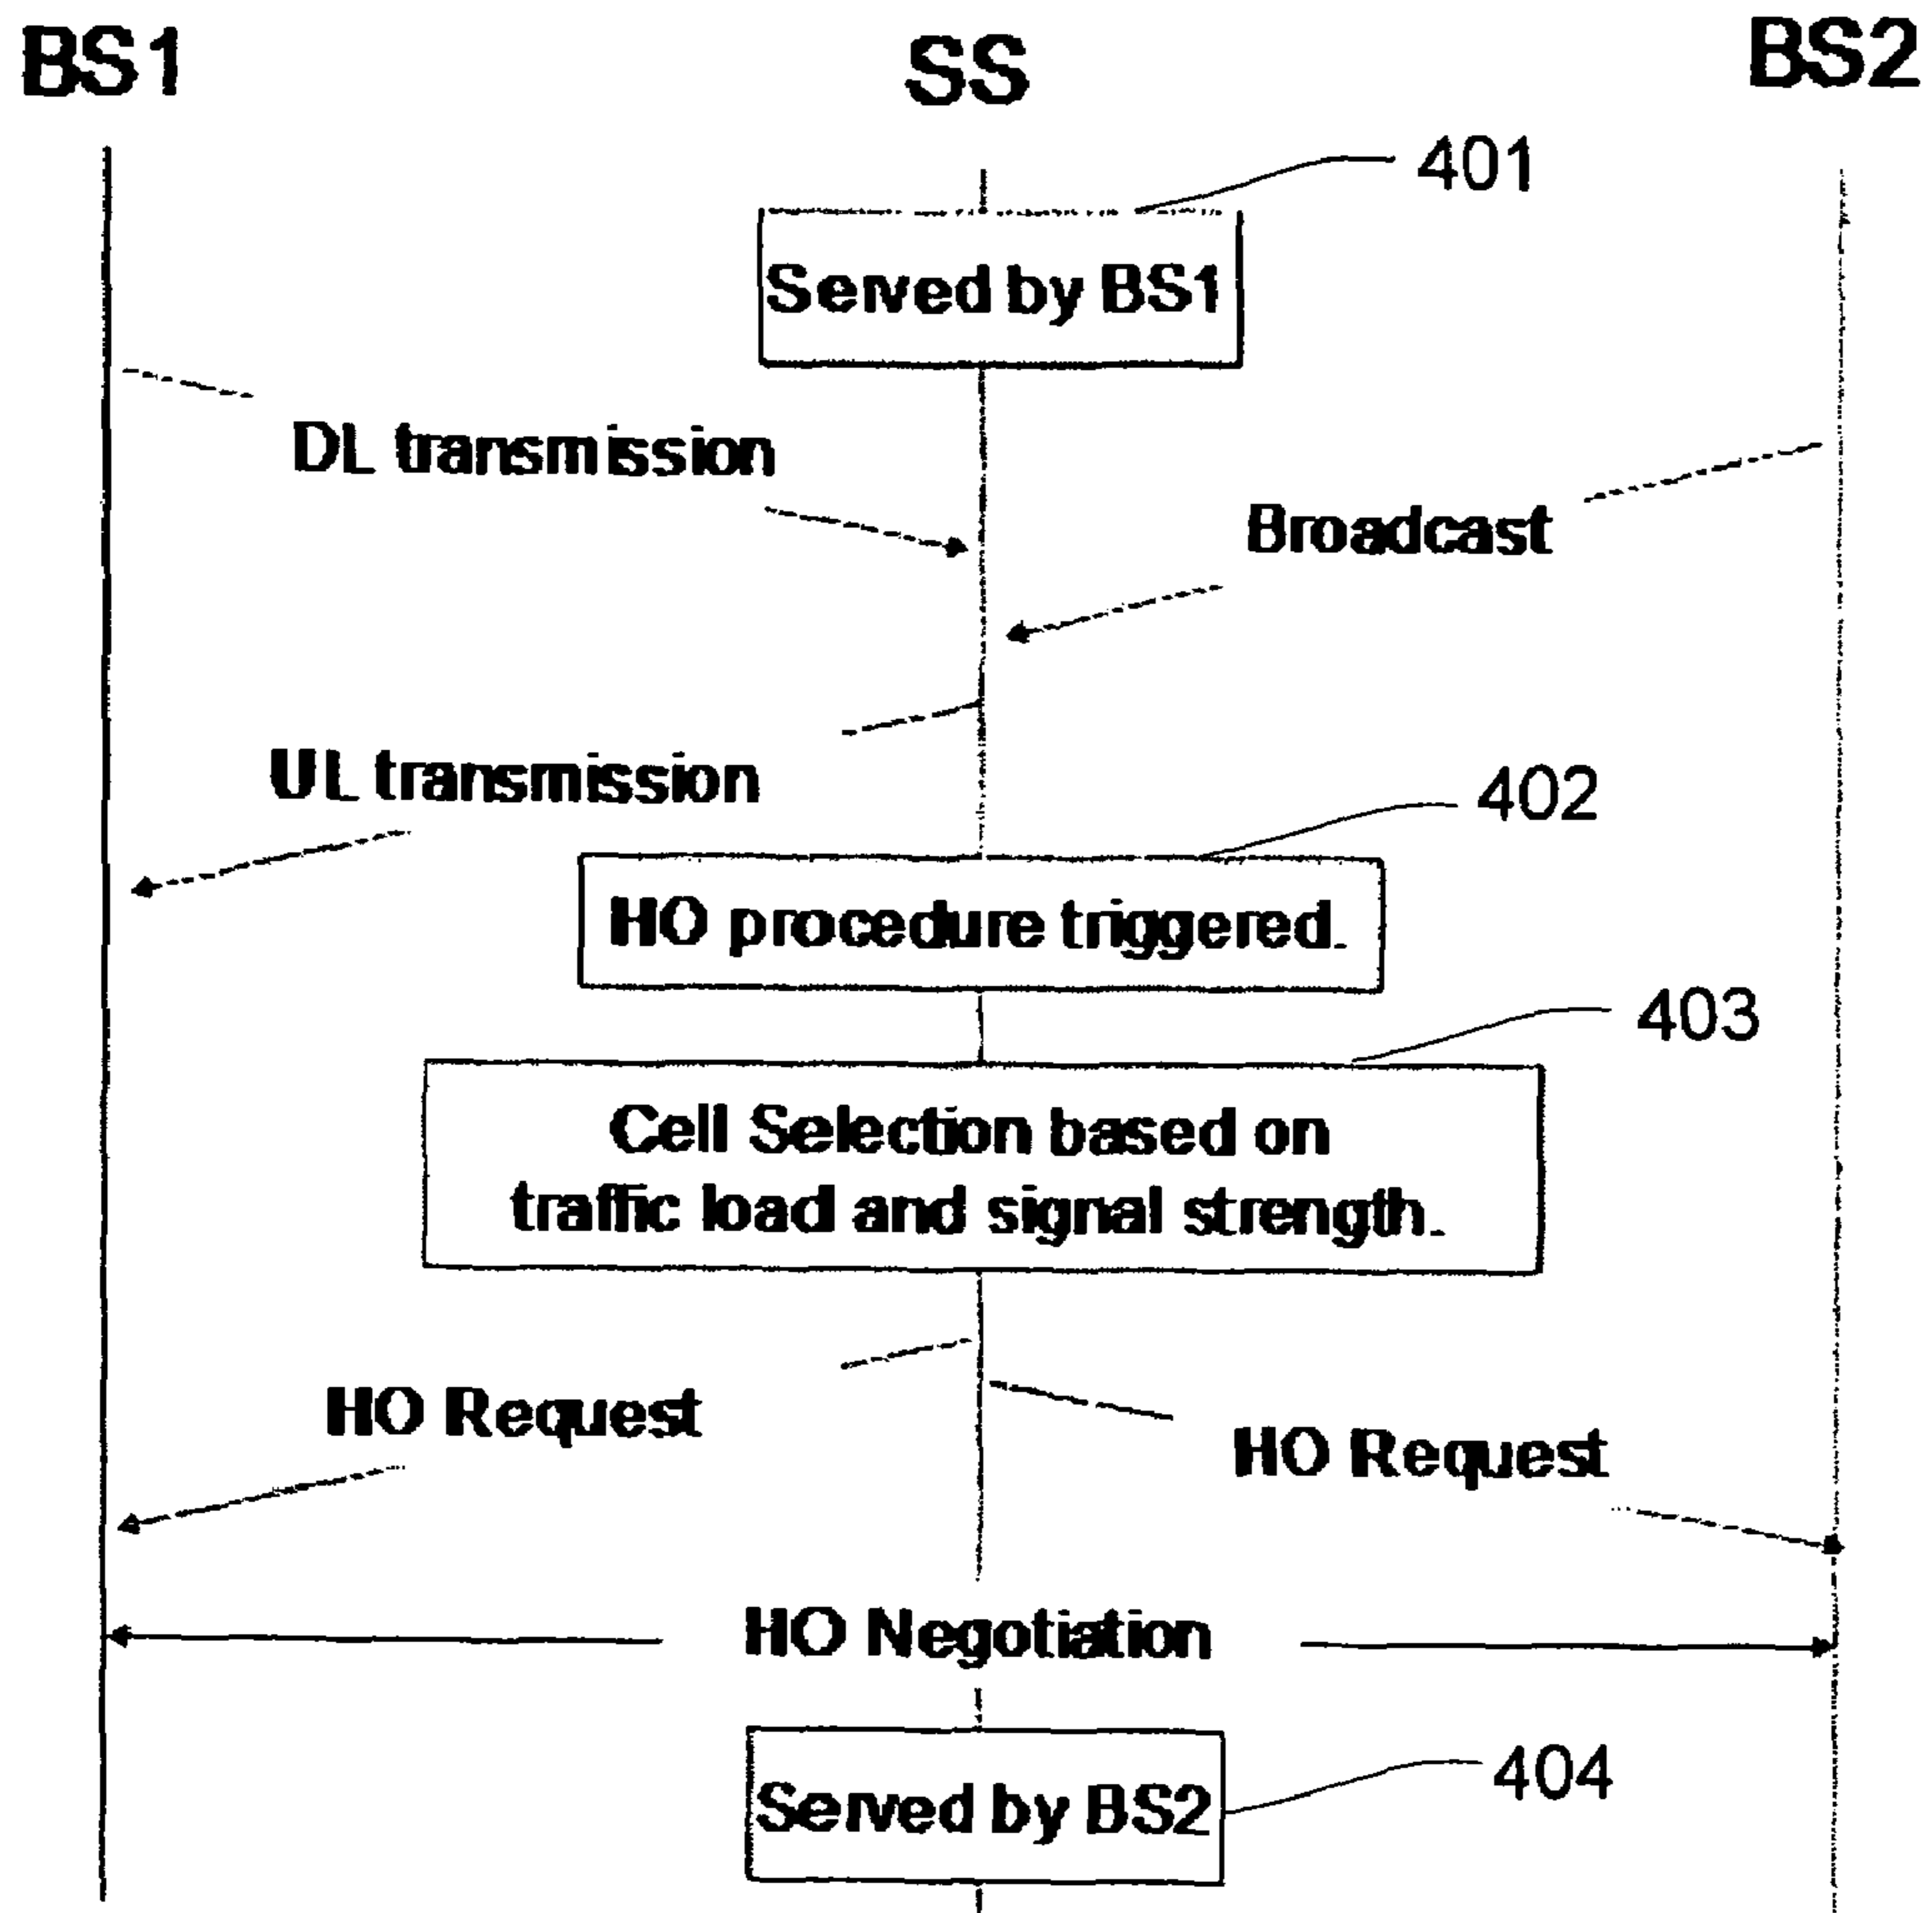 BS1
SS
BS2
401
Served by BS1
DL transmission
Broadcast
UL transmission
402
HO procedure triggered.
403
Cell Selection based on
traffic load and signal strength.
HO Request
HO Request
HO Negotiation
Served by BS2
404